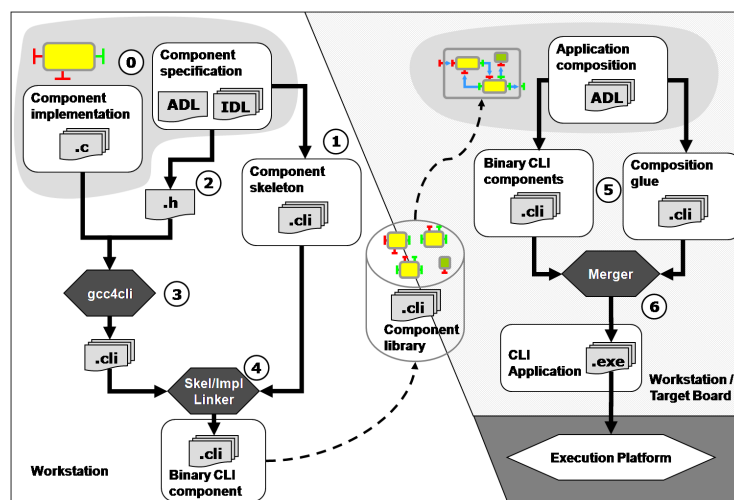 0
Component
specification
ADL
IDL
Component
implementation
.c
1
2
.h
Component
skeleton
.cli
gcc4cli
3
.cli
4
Skel/Impl
Linker
.cli
Binary CLI
component
Workstation
.cli
Component
library
Application
composition
ADL
Binary CLI
components
.cli
5
Composition
glue
.cli
Merger
6
CLI
Application
.exe
Workstation /
Target Board
Execution Platform